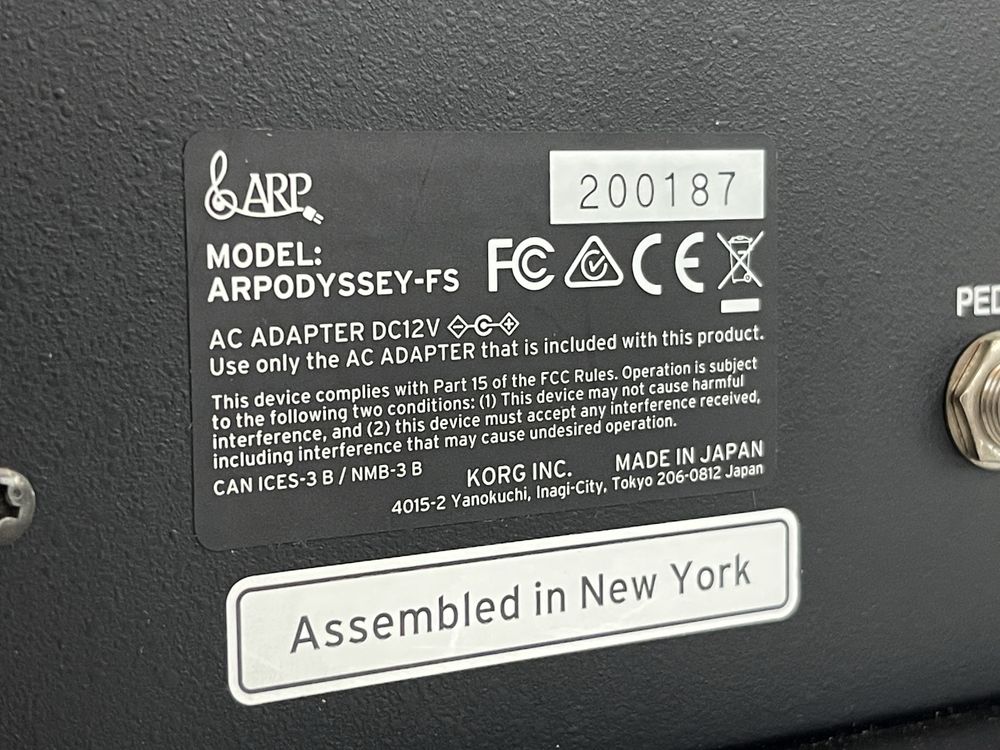 ARP
200187
MODEL:
ARPODYSSEY-FS
FC CE
AC ADAPTER DC12V
Use only the AC ADAPTER that is included with this product.
This device complies with Part 15 of the FCC Rules. Operation is subject
to the following two conditions: (1) This device may not cause harmful
interference, and (2) this device must accept any interference received,
including interference that may cause undesired operation.
CAN ICES-3 B / NMB-3 B
KORG INC. MADE IN JAPAN
4015-2 Yanokuchi, Inagi-City, Tokyo 206-0812 Japan
Assembled in New York
PED